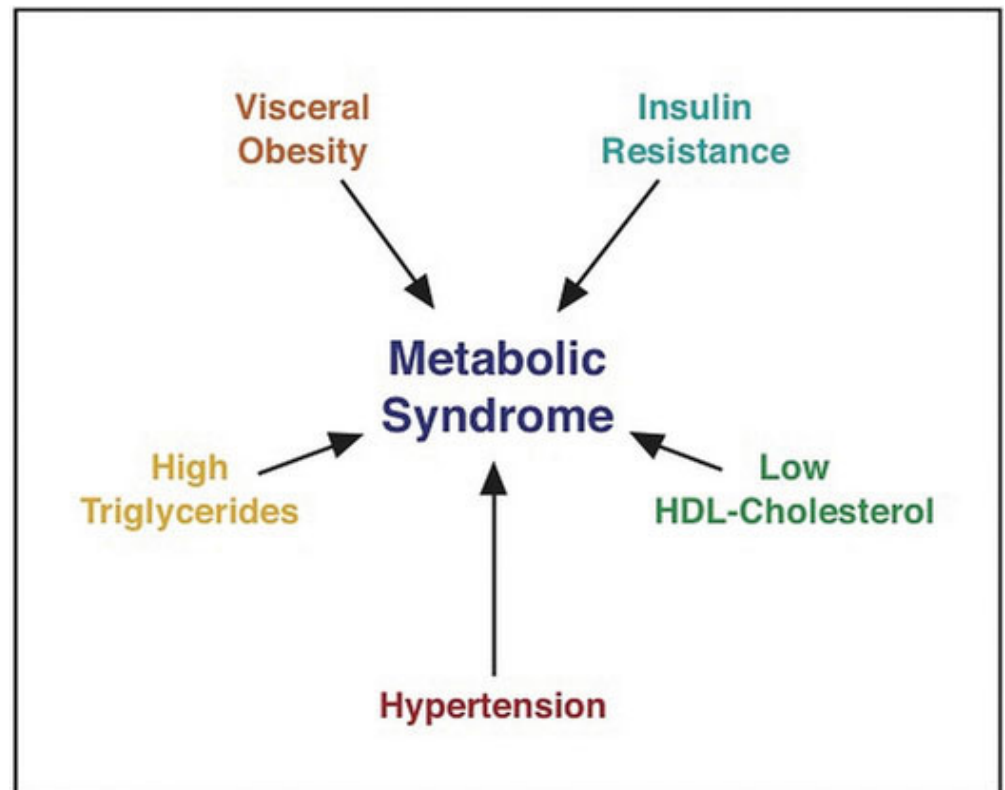 Visceral
Obesity
Insulin
Resistance
Metabolic
Syndrome
High
Triglycerides
Low
HDL-Cholesterol
Hypertension